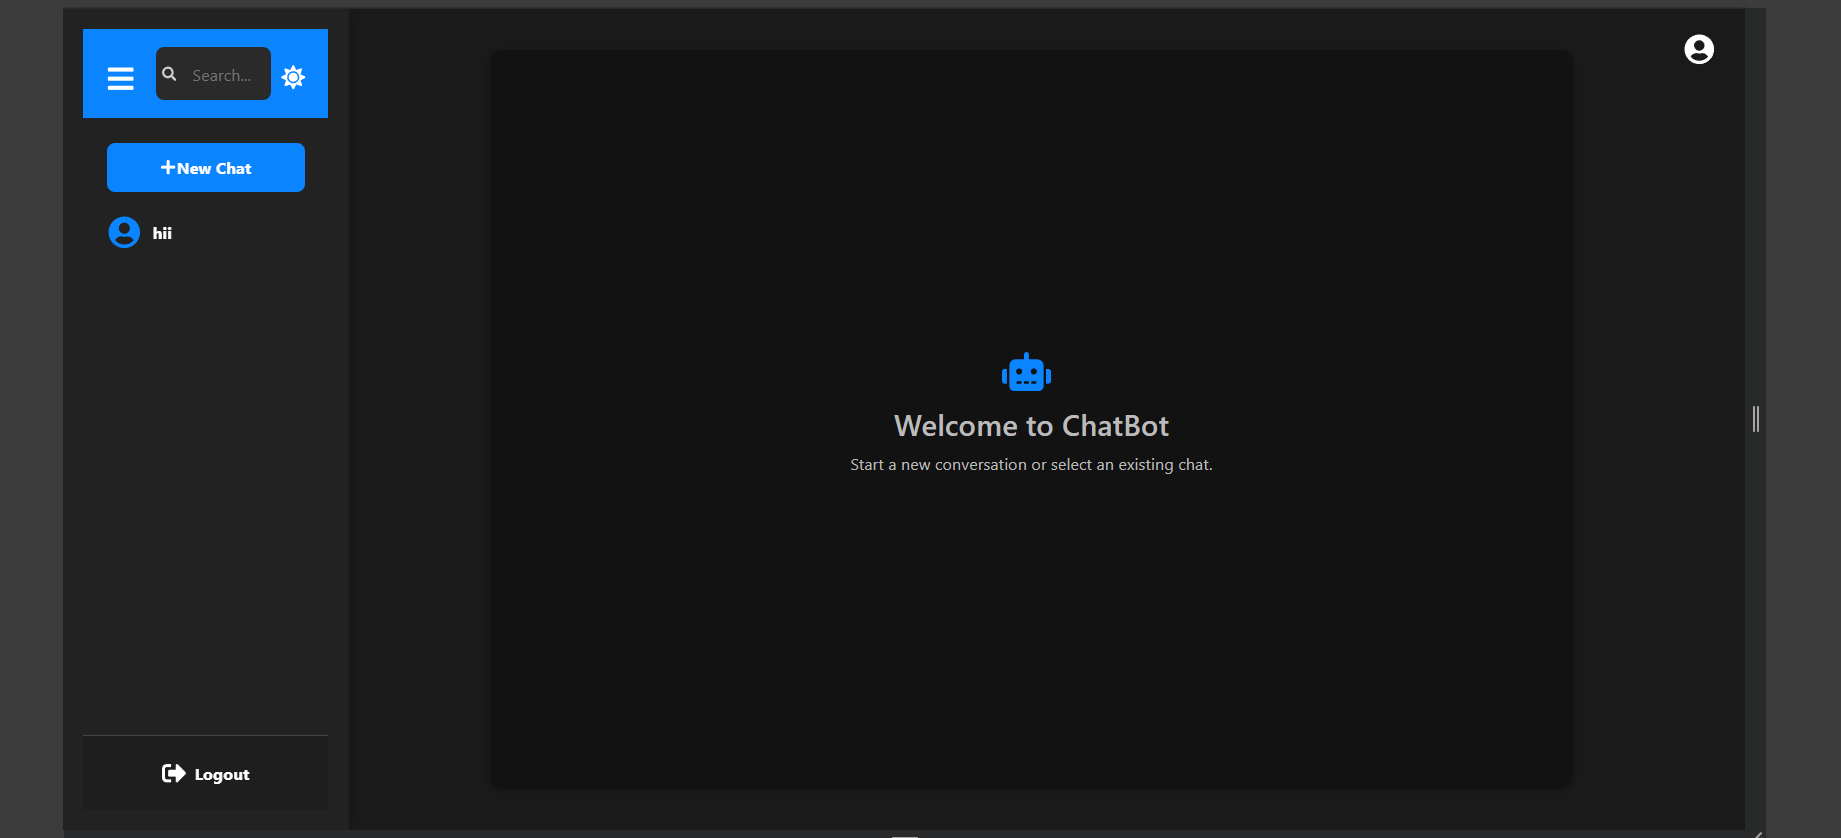 Search...
New Chat
hii
Welcome to ChatBot
Start a new conversation or select an existing chat.
Logout